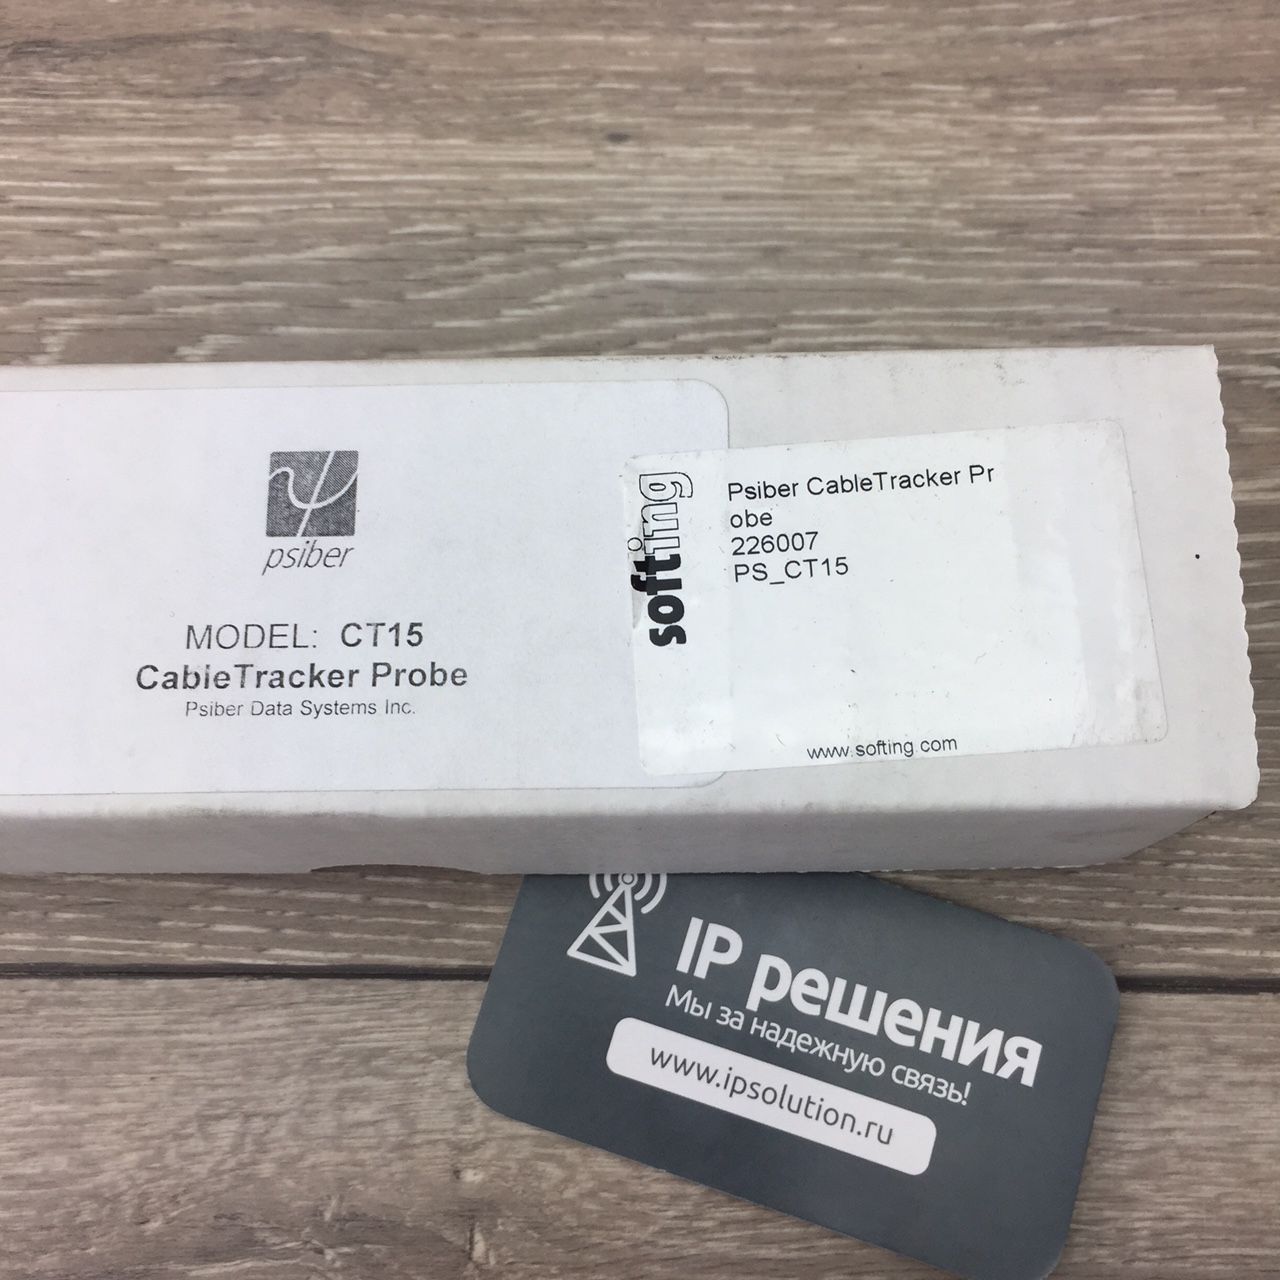 psiber
MODEL: CT15
CableTracker Probe
Psiber Data Systems Inc.
softing
Psiber CableTracker Pr
obe
226007
PS_CT15
www.softing.com
IP решения
Мы за надежную связь!
www.ipsolution.ru